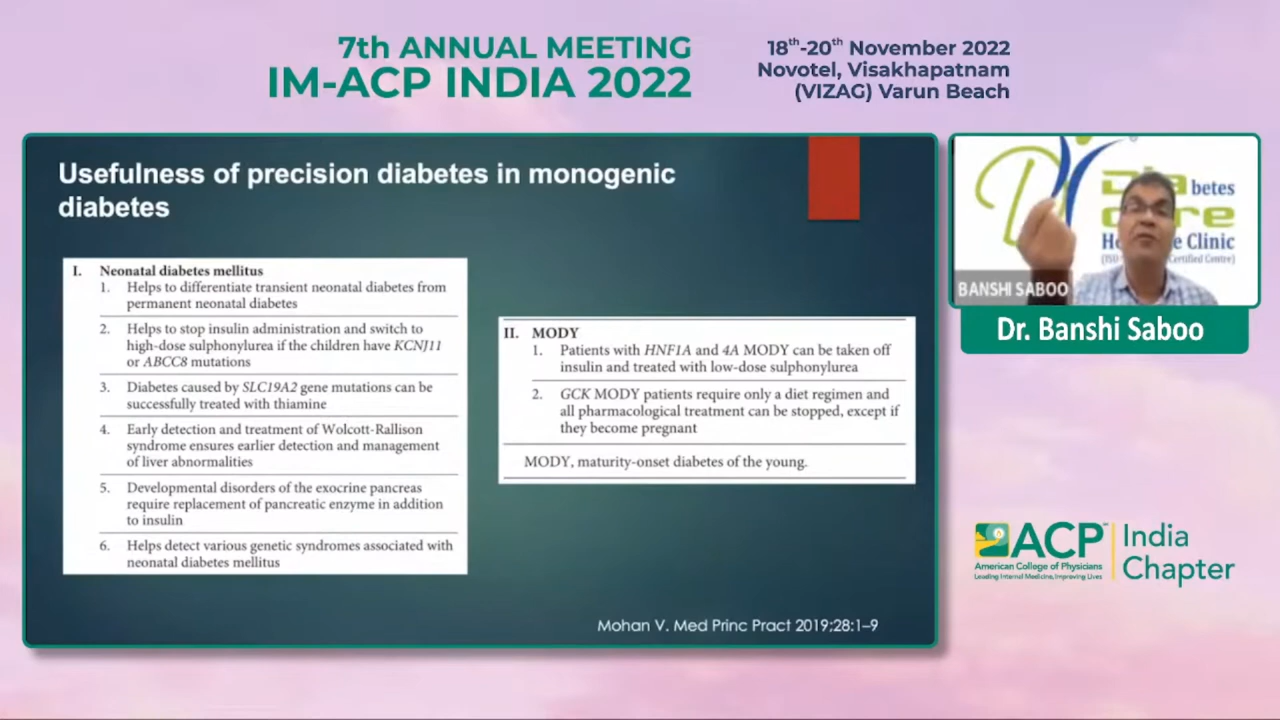 7th ANNUAL MEETING
IM-ACP INDIA 2022
18th-20th November 2022
Novotel, Visakhapatnam
(VIZAG) Varun Beach
Usefulness of precision diabetes in monogenic
diabetes
I. Neonatal diabetes mellitus
1. Helps to differentiate transient neonatal diabetes from
permanent neonatal diabetes
2. Helps to stop insulin administration and switch to
high-dose sulphonylurea if the children have KCNJ11
or ABCC8 mutations
3. Diabetes caused by SLC19A2 gene mutations can be
successfully treated with thiamine
4. Early detection and treatment of Wolcott-Rallison
syndrome ensures earlier detection and management
of liver abnormalities
5. Developmental disorders of the exocrine pancreas
require replacement of pancreatic enzyme in addition
to insulin
6. Helps detect various genetic syndromes associated with
neonatal diabetes mellitus
II. MODY
1. Patients with HNF1A and 4A MODY can be taken off
insulin and treated with low-dose sulphonylurea
2. GCK MODY patients require only a diet regimen and
all pharmacological treatment can be stopped, except if
they become pregnant
MODY, maturity-onset diabetes of the young.
Mohan V. Med Princ Pract 2019;28:1–9
betes
e Clinic
Certified Centre)
BANSHI SABOO
Dr. Banshi Saboo
ACP
American College of Physicians
Leading Internal Medicine, Improving Lives
India
Chapter